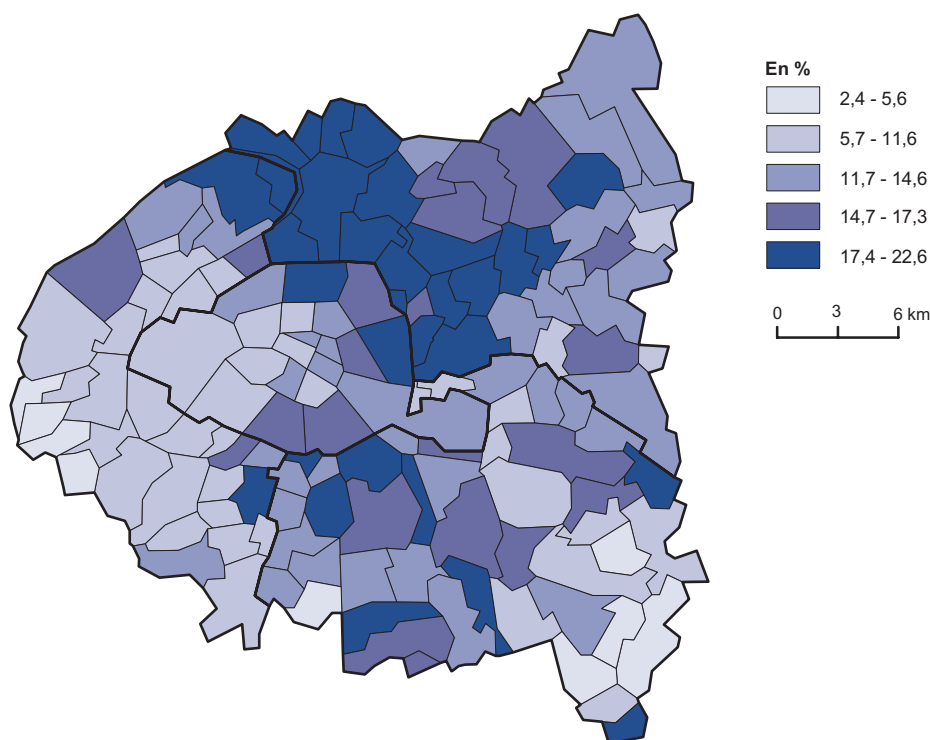 En %
2,4 - 5,6
5,7 - 11,6
11,7 - 14,6
14,7 - 17,3
17,4 - 22,6
0 3 6 km